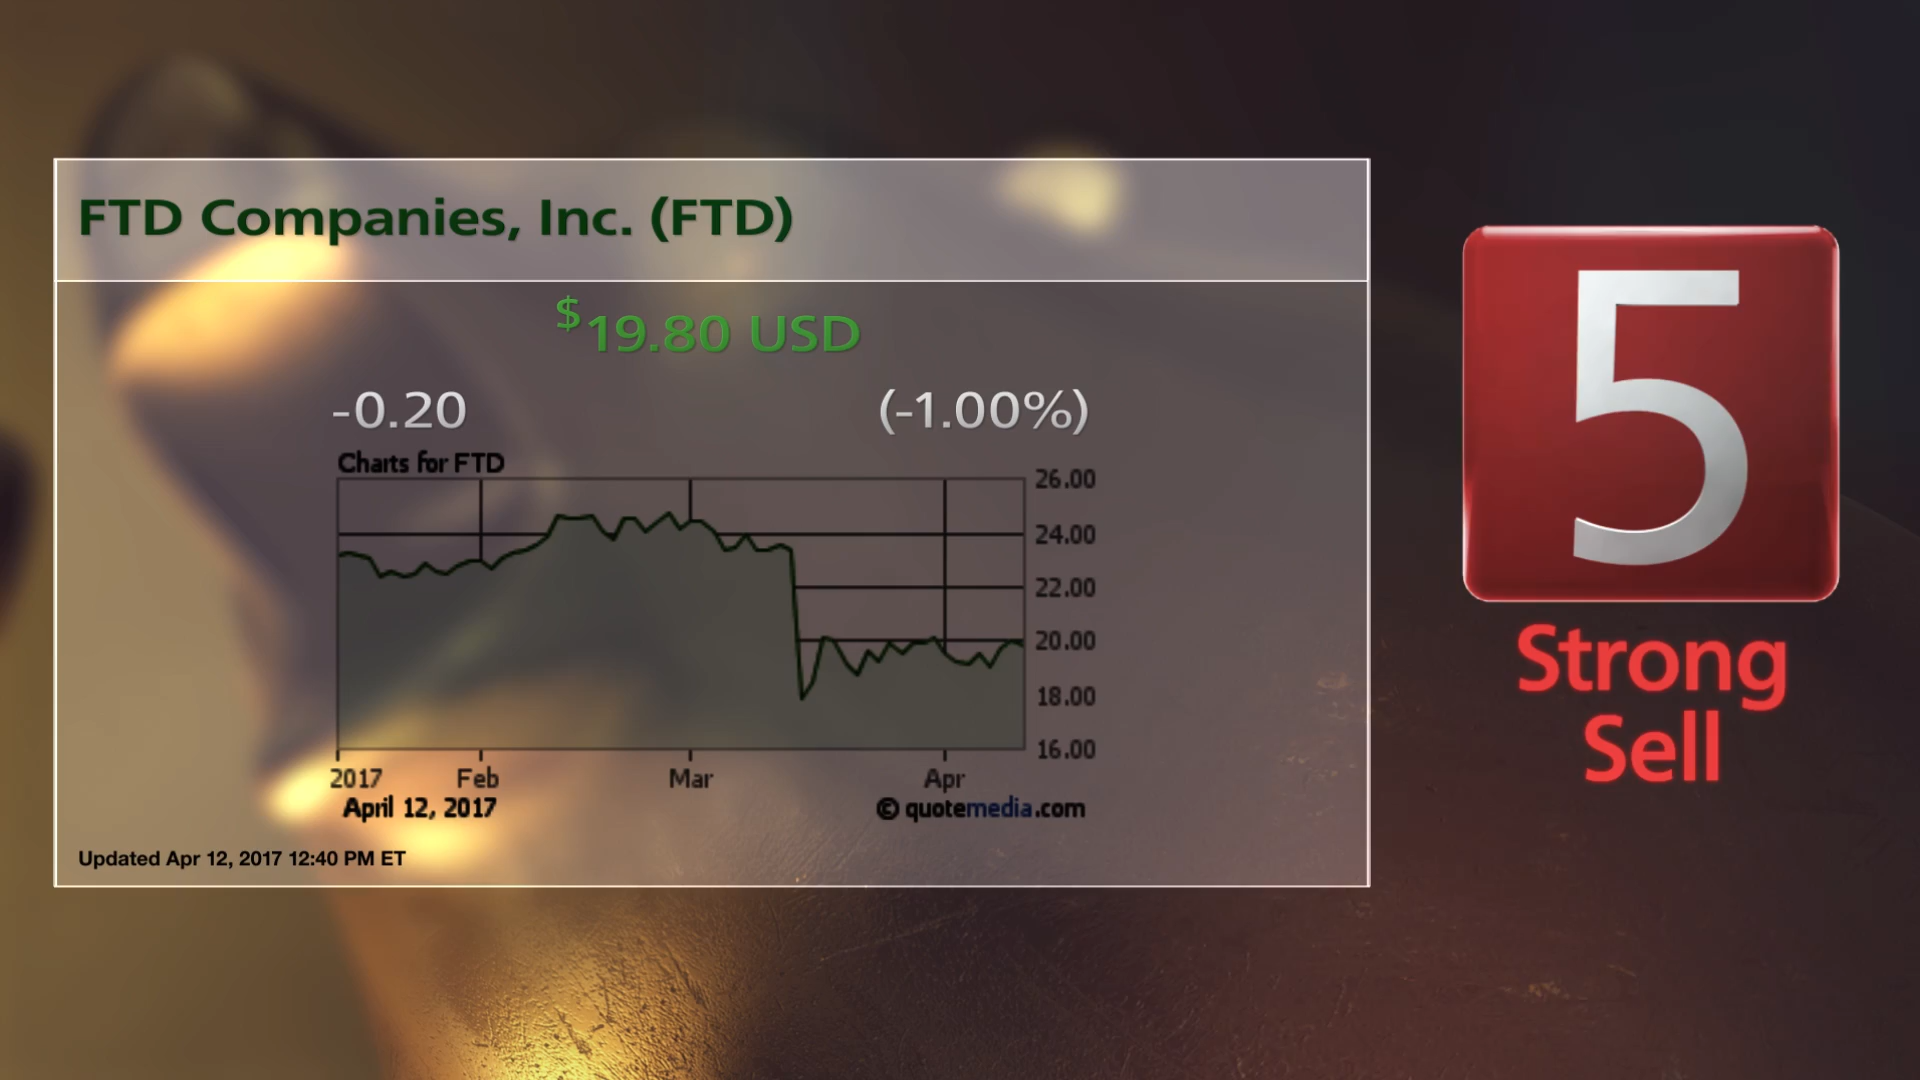 FTD Companies, Inc. (FTD)
$19.80 USD
-0.20 (-1.00%)
Charts for FTD
26.00
24.00
22.00
20.00
18.00
16.00
2017 Feb Mar Apr
April 12, 2017 © quotemedia.com
Updated Apr 12, 2017 12:40 PM ET
5
Strong
Sell